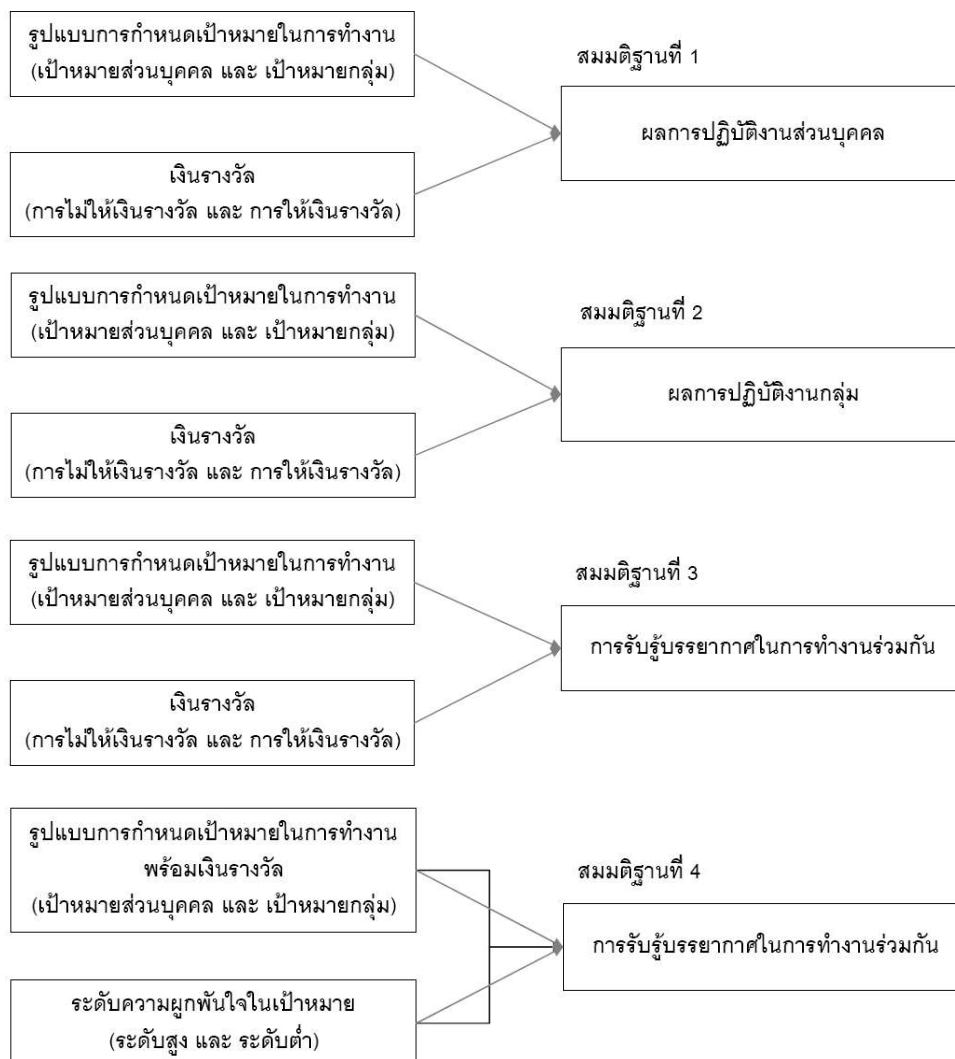 รูปแบบการกำหนดเป้าหมายในการทำงาน
(เป้าหมายส่วนบุคคล และ เป้าหมายกลุ่ม)
สมมติฐานที่ 1
ผลการปฏิบัติงานส่วนบุคคล
เงินรางวัล
(การไม่ให้เงินรางวัล และ การให้เงินรางวัล)
รูปแบบการกำหนดเป้าหมายในการทำงาน
(เป้าหมายส่วนบุคคล และ เป้าหมายกลุ่ม)
สมมติฐานที่ 2
ผลการปฏิบัติงานกลุ่ม
เงินรางวัล
(การไม่ให้เงินรางวัล และ การให้เงินรางวัล)
รูปแบบการกำหนดเป้าหมายในการทำงาน
(เป้าหมายส่วนบุคคล และ เป้าหมายกลุ่ม)
สมมติฐานที่ 3
การรับรู้บรรยากาศในการทำงานร่วมกัน
เงินรางวัล
(การไม่ให้เงินรางวัล และ การให้เงินรางวัล)
รูปแบบการกำหนดเป้าหมายในการทำงาน
พร้อมเงินรางวัล
(เป้าหมายส่วนบุคคล และ เป้าหมายกลุ่ม)
สมมติฐานที่ 4
การรับรู้บรรยากาศในการทำงานร่วมกัน
ระดับความผูกพันใจในเป้าหมาย
(ระดับสูง และ ระดับต่ำ)